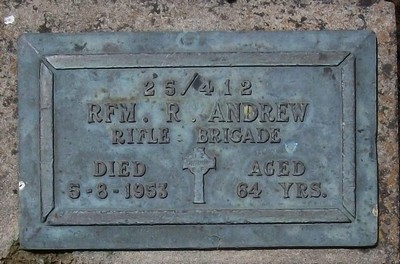 25/412
RFM. R. ANDREW
RIFLE BRIGADE
DIED AGED
5-8-1953 64 YRS.